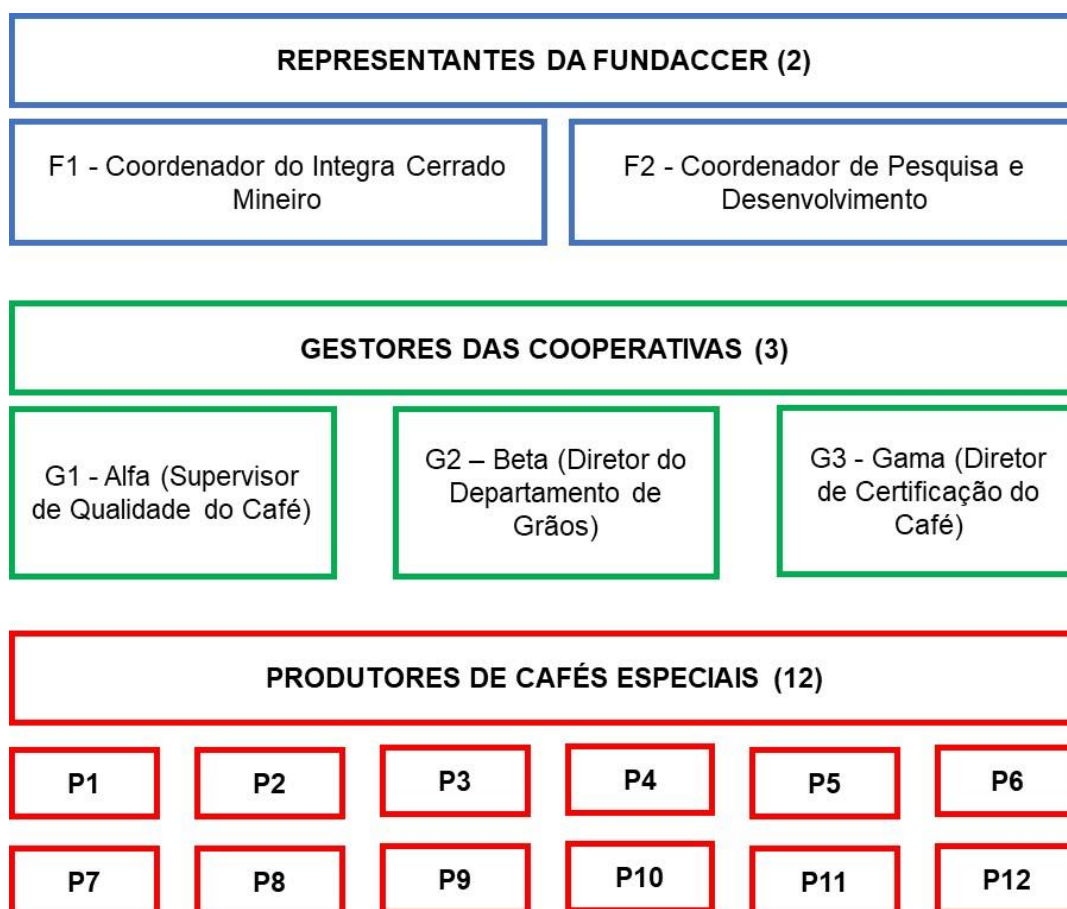 REPRESENTANTES DA FUNDACCER (2)
F1 - Coordenador do Integra Cerrado
Mineiro
F2 - Coordenador de Pesquisa e
Desenvolvimento
GESTORES DAS COOPERATIVAS (3)
G1 - Alfa (Supervisor
de Qualidade do Café)
G2 – Beta (Diretor do
Departamento de
Grãos)
G3 - Gama (Diretor
de Certificação do
Café)
PRODUTORES DE CAFÉS ESPECIAIS (12)
P1 P2 P3 P4 P5 P6
P7 P8 P9 P10 P11 P12